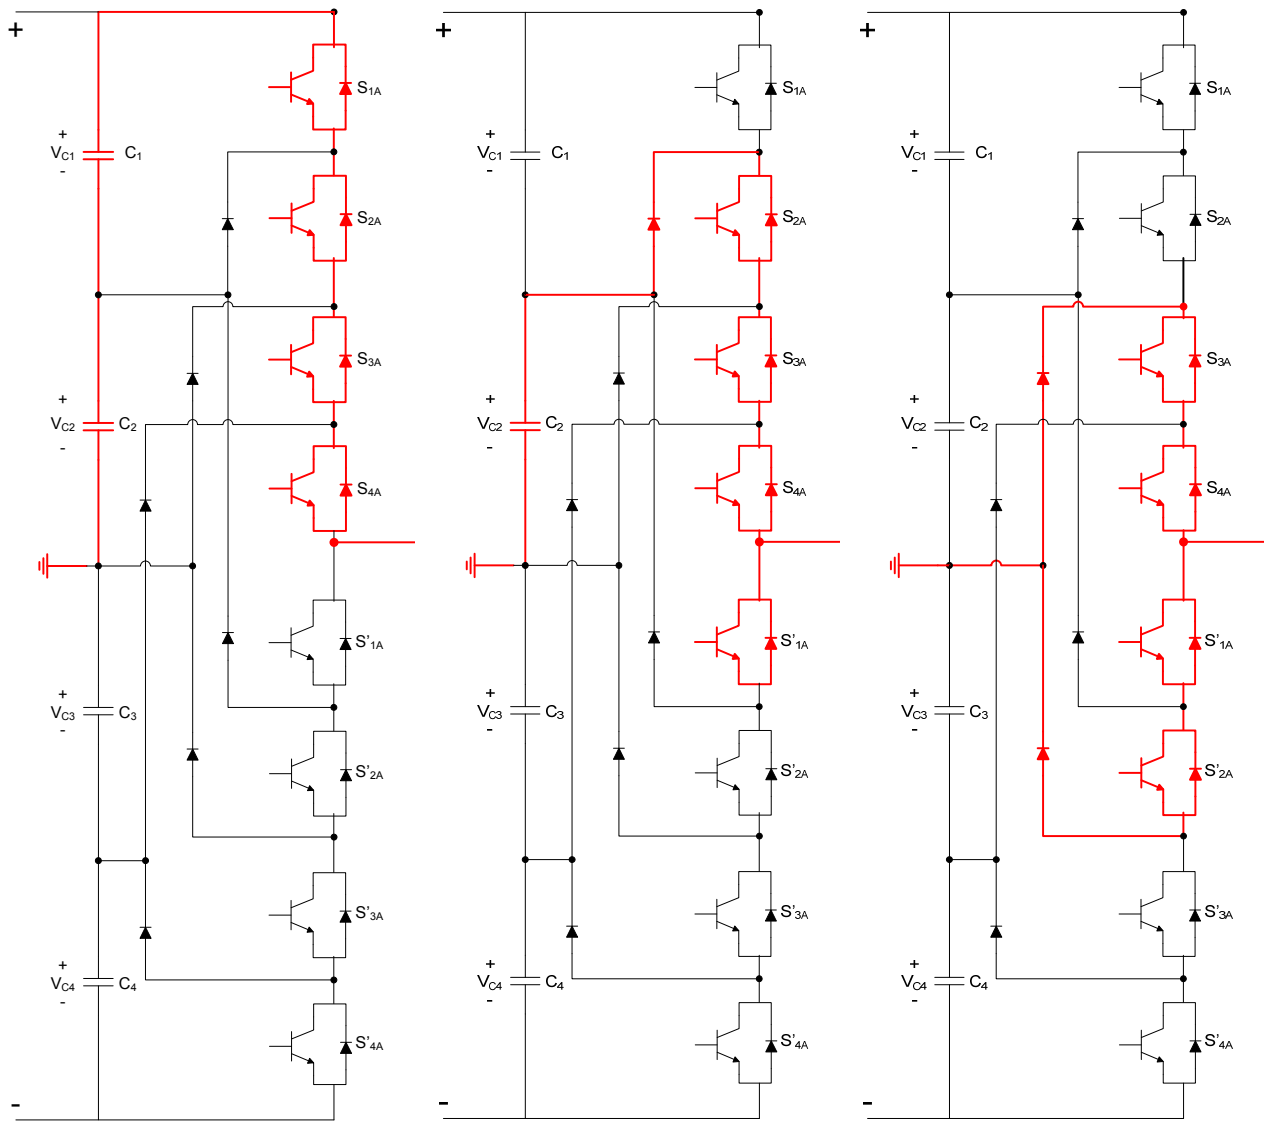 + + +
S1A S1A S1A
+ + +
VC1 C1 VC1 C1 VC1 C1
- - -
S2A S2A S2A
S3A S3A S3A
+ + +
VC2 C2 VC2 C2 VC2 C2
- - -
S4A S4A S4A
S'1A S'1A S'1A
+ + +
VC3 C3 VC3 C3 VC3 C3
- - -
S'2A S'2A S'2A
S'3A S'3A S'3A
+ + +
VC4 C4 VC4 C4 VC4 C4
- - -
S'4A S'4A S'4A
- - -